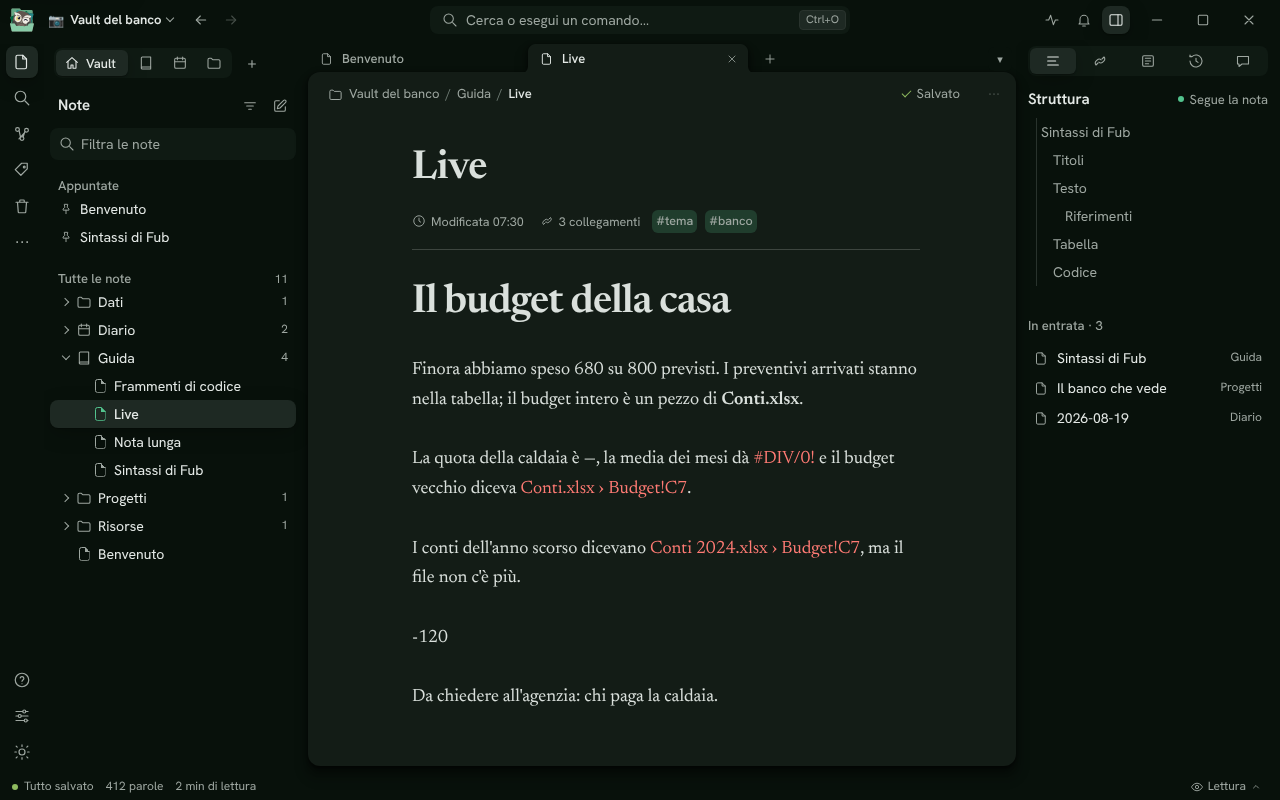 Vault del banco
Cerca o esegui un comando...
Ctrl+O
Vault
Benvenuto
Live
Note
Filtra le note
Appuntate
Benvenuto
Sintassi di Fub
Tutte le note 11
Dati 1
Diario 2
Guida 4
Frammenti di codice
Live
Nota lunga
Sintassi di Fub
Progetti 1
Risorse 1
Benvenuto
Vault del banco / Guida / Live
Salvato
Live
Modificata 07:30
3 collegamenti
#tema
#banco
Il budget della casa
Finora abbiamo speso 680 su 800 previsti. I preventivi arrivati stanno
nella tabella; il budget intero è un pezzo di Conti.xlsx.
La quota della caldaia è —, la media dei mesi dà #DIV/0! e il budget
vecchio diceva Conti.xlsx › Budget!C7.
I conti dell'anno scorso dicevano Conti 2024.xlsx › Budget!C7, ma il
file non c'è più.
-120
Da chiedere all'agenzia: chi paga la caldaia.
Struttura
Segue la nota
Sintassi di Fub
Titoli
Testo
Riferimenti
Tabella
Codice
In entrata · 3
Sintassi di Fub Guida
Il banco che vede Progetti
2026-08-19 Diario
Tutto salvato
412 parole
2 min di lettura
Lettura